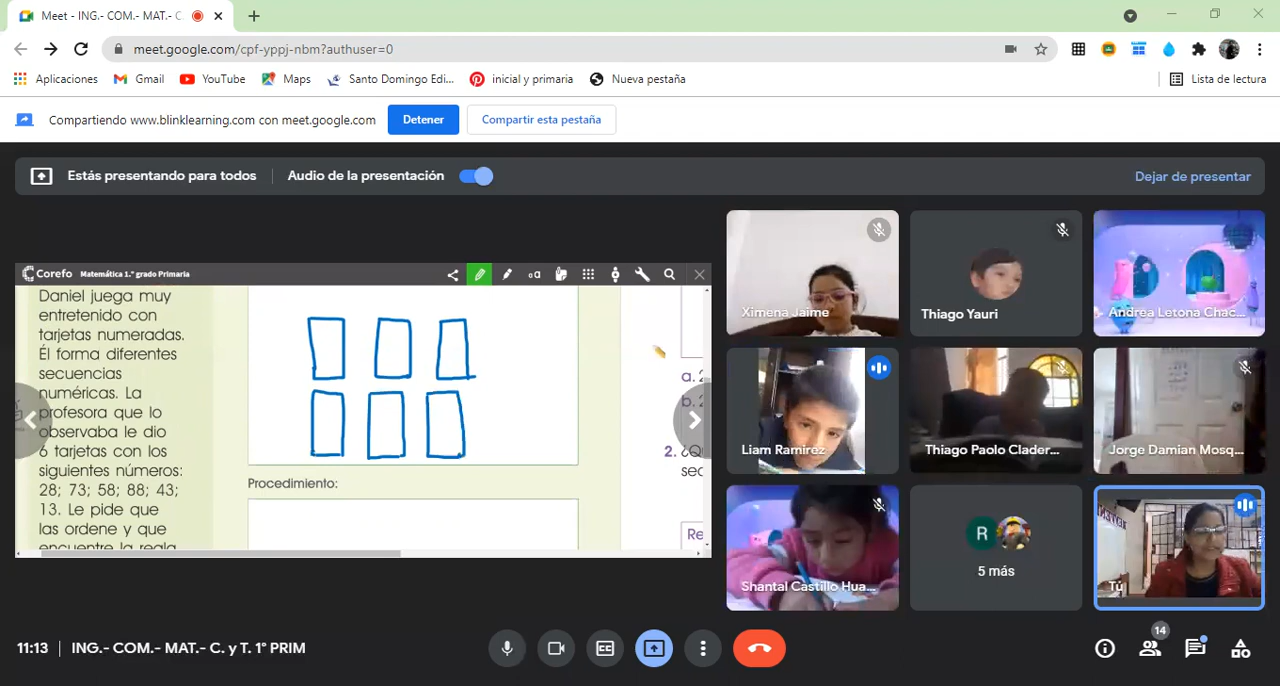 Meet - ING.- COM.- MAT.- C
meet.google.com/cpf-yppj-nbm?authuser=0
Aplicaciones Gmail YouTube Maps Santo Domingo Edi... inicial y primaria Nueva pestaña Lista de lectura
Compartiendo www.blinklearning.com con meet.google.com Detener Compartir esta pestaña
Estás presentando para todos Audio de la presentación Dejar de presentar
Corefo Matemática 1.° grado Primaria
Daniel juega muy
entretenido con
tarjetas numeradas.
Él forma diferentes
secuencias
numéricas. La
profesora que lo
observaba le dio
6 tarjetas con los
siguientes números:
28; 73; 58; 88; 43;
13. Le pide que
las ordene y que
encuentre la regla
Procedimiento:
a. 2
b. 2
2. ¿Qu
sec
Re
Ximena Jaime
Thiago Yauri
Andrea Letona Chac...
Liam Ramirez
Thiago Paolo Clader...
Jorge Damian Mosq...
Shantal Castillo Hua...
R
5 más
Tú
11:13 ING.- COM.- MAT.- C. y T. 1° PRIM
14